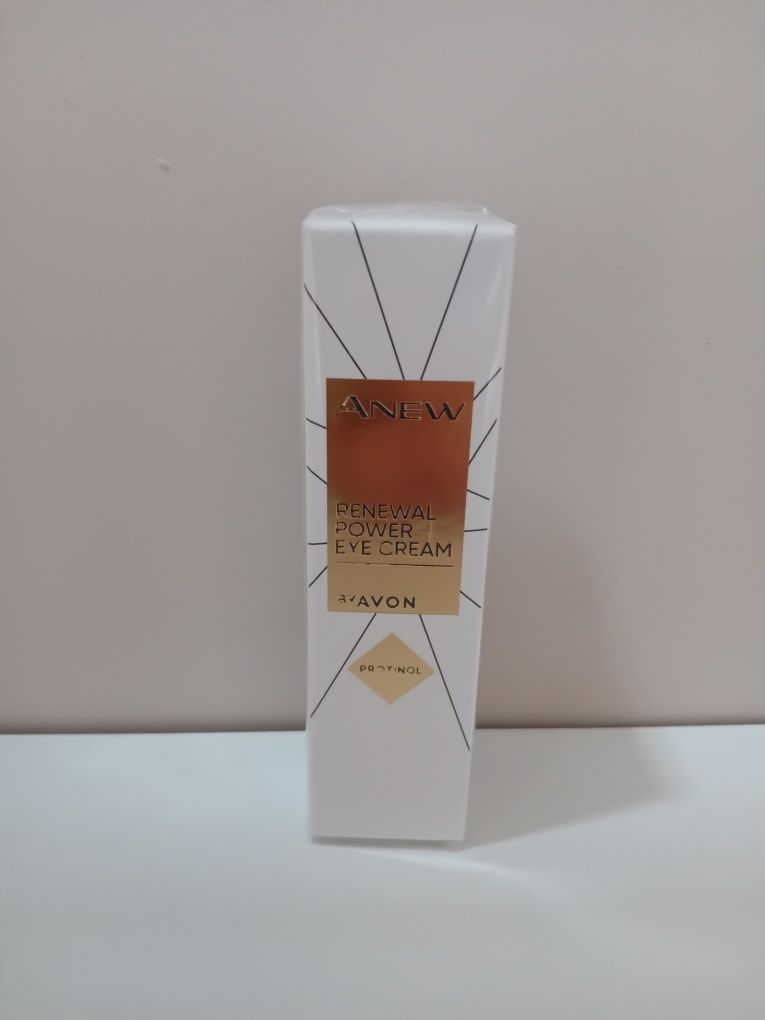 ANEW
RENEWAL
POWER
EYE CREAM
BY AVON
PROTINOL